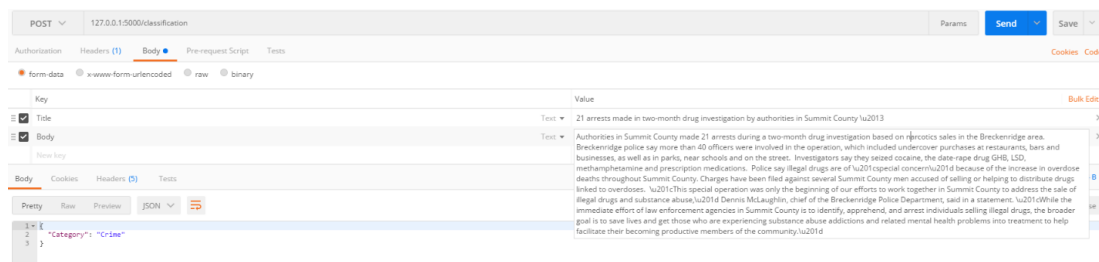 POST 127.0.0.1:5000/classification Params Send Save
Authorization Headers (1) Body Pre-request Script Tests Cookies Code
form-data x-www-form-urlencoded raw binary
Key Value Bulk Edit
Title Text 21 arrests made in two-month drug investigation by authorities in Summit County \u2013
Body Text Authorities in Summit County made 21 arrests during a two-month drug investigation based on narcotics sales in the Breckenridge area.
Breckenridge police say more than 40 officers were involved in the operation, which included undercover purchases at restaurants, bars and
businesses, as well as in parks, near schools and on the street. Investigators say they seized cocaine, the date-rape drug GHB, LSD,
methamphetamine and prescription medications. Police say illegal drugs are of \u201cspecial concern\u201d because of the increase in overdose
deaths throughout Summit County. Charges have been filed against several Summit County men accused of selling or helping to distribute drugs
linked to overdoses. \u201cThis special operation was only the beginning of our efforts to work together in Summit County to address the sale of
illegal drugs and substance abuse,\u201d Dennis McLaughlin, chief of the Breckenridge Police Department, said in a statement. \u201cWhile the
immediate effort of law enforcement agencies in Summit County is to identify, apprehend, and arrest individuals selling illegal drugs, the broader
goal is to save lives and get those who are experiencing substance abuse addictions and related mental health problems into treatment to help
facilitate their becoming productive members of the community.\u201d
New key
Body Cookies Headers (5) Tests
Pretty Raw Preview JSON
1 {
2 "Category": "Crime"
3 }